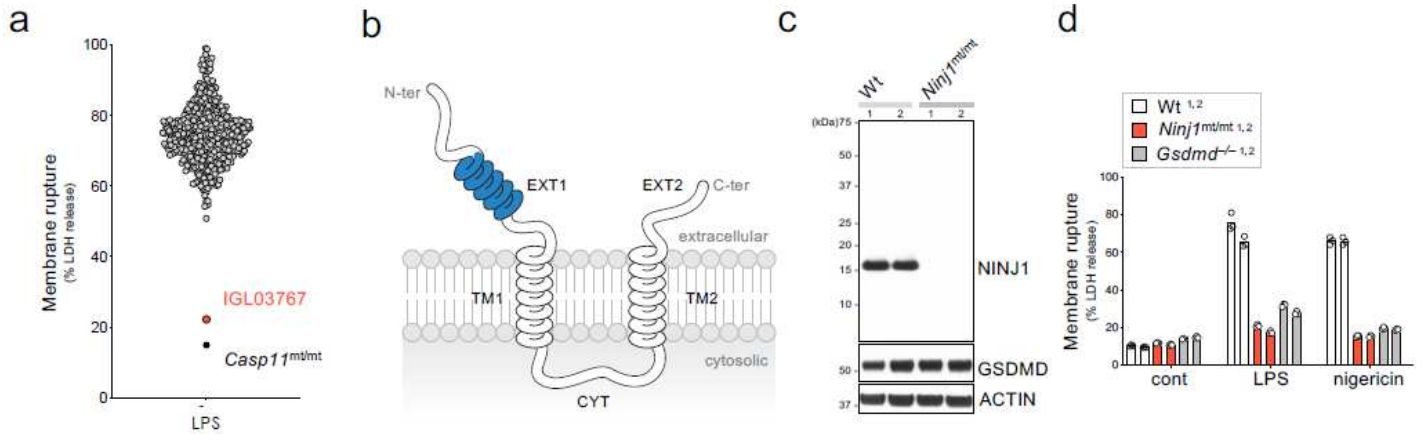 a
Membrane rupture
(% LDH release)
100
80
60
40
20
0
IGL03767
Casp11mt/mt
-
LPS
b
N-ter
EXT1
EXT2
C-ter
extracellular
TM1
TM2
cytosolic
CYT
c
Wt
Ninj1mt/mt
1 2 1 2
(kDa) 75
50
37
25
20
15
10
NINJ1
50
GSDMD
37
ACTIN
d
Wt 1,2
Ninj1mt/mt 1,2
Gsdmd–/– 1,2
Membrane rupture
(% LDH release)
100
80
60
40
20
0
cont
LPS
nigericin